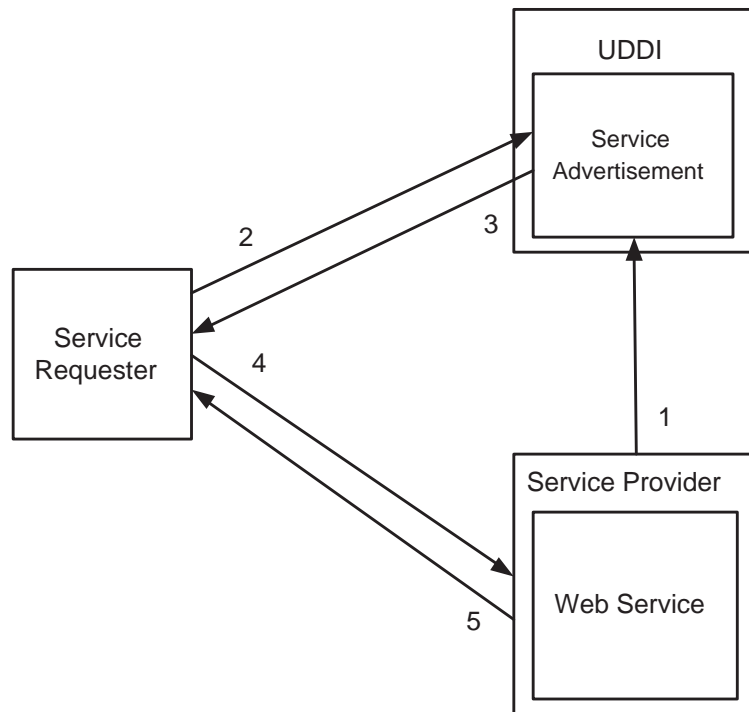 UDDI
Service
Advertisement
2
3
Service
Requester
4
1
Service Provider
Web Service
5